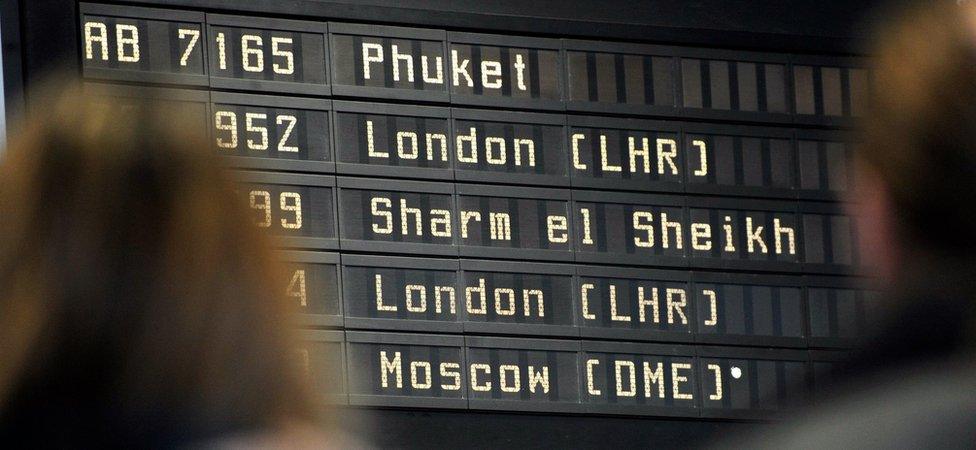 AB 7165 Phuket
952 London (LHR)
99 Sharm el Sheikh
4 London (LHR)
Moscow (DME)